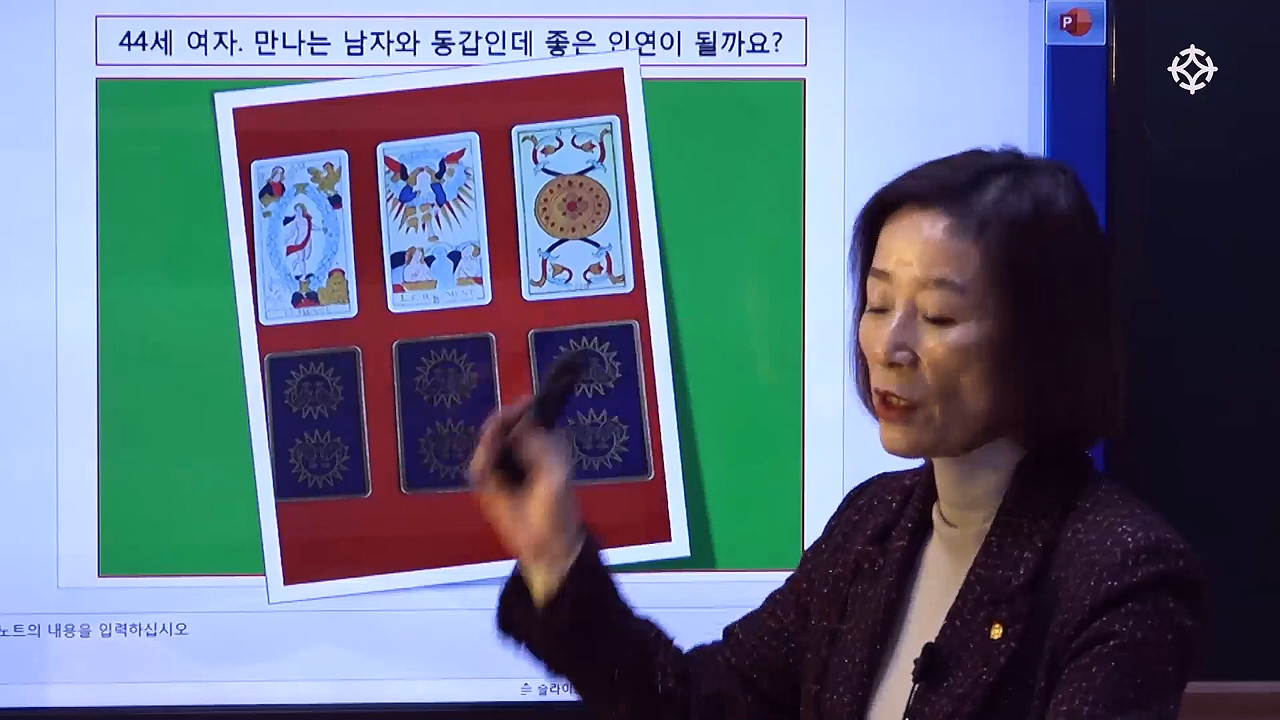 44세 여자. 만나는 남자와 동갑인데 좋은 인연이 될까요?
노트의 내용을 입력하십시오